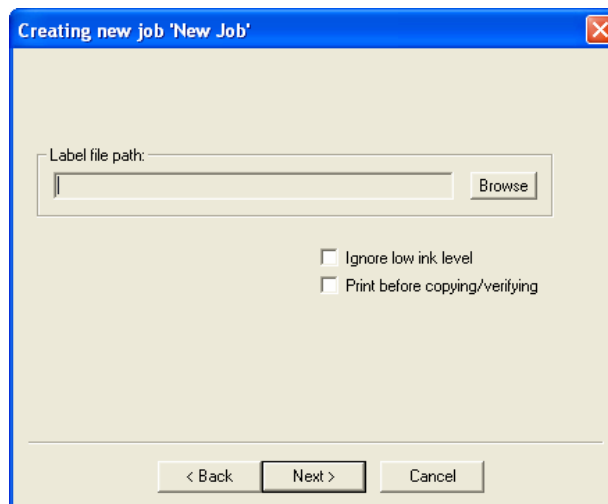 Creating new job 'New Job'
Label file path:
Browse
Ignore low ink level
Print before copying/verifying
< Back Next > Cancel